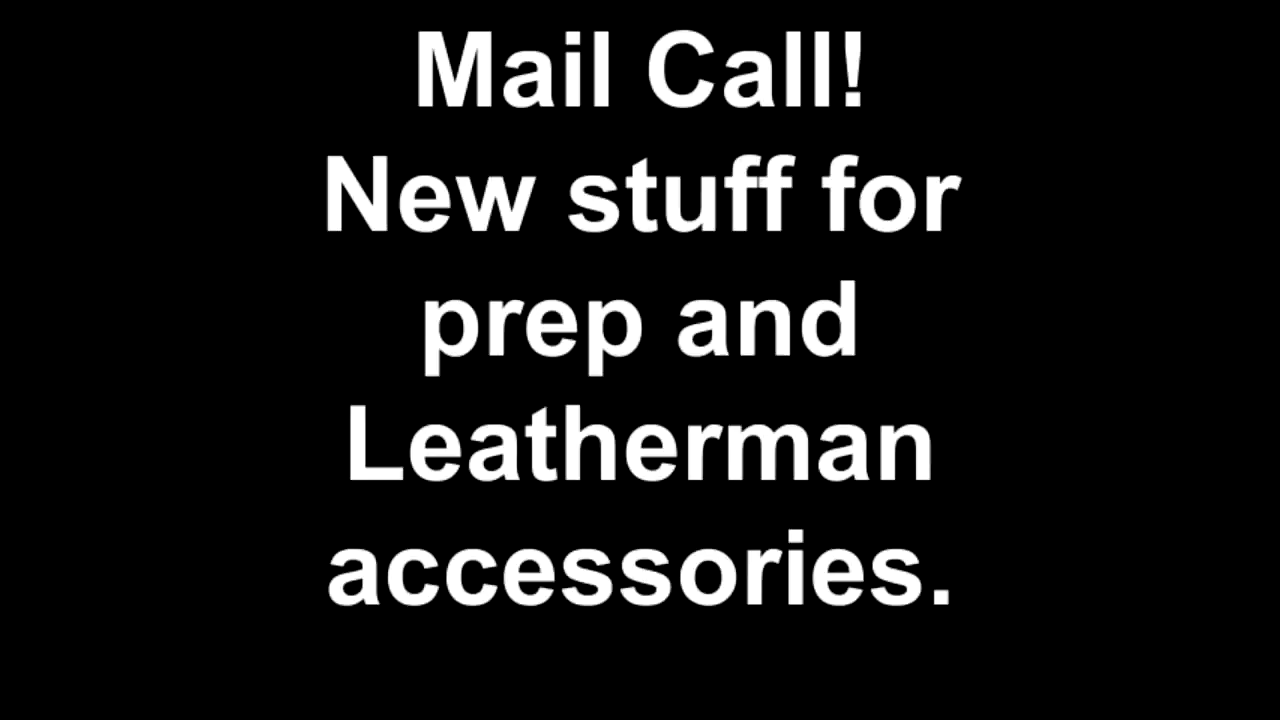 Mail Call!
New stuff for
prep and
Leatherman
accessories.